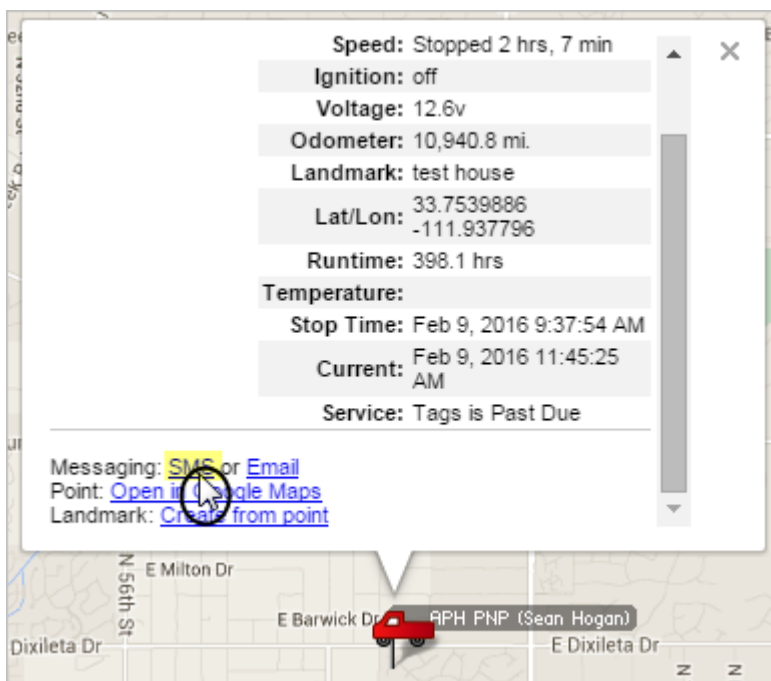 Speed: Stopped 2 hrs, 7 min
Ignition: off
Voltage: 12.6v
Odometer: 10,940.8 mi.
Landmark: test house
Lat/Lon: 33.7539886
-111.937796
Runtime: 398.1 hrs
Temperature:
Stop Time: Feb 9, 2016 9:37:54 AM
Current: Feb 9, 2016 11:45:25
AM
Service: Tags is Past Due
Messaging: SMS or Email
Point: Open in Google Maps
Landmark: Create from point
N 56th St
E Milton Dr
E Barwick Dr
APH PNP (Sean Hogan)
Dixileta Dr
E Dixileta Dr
N
N